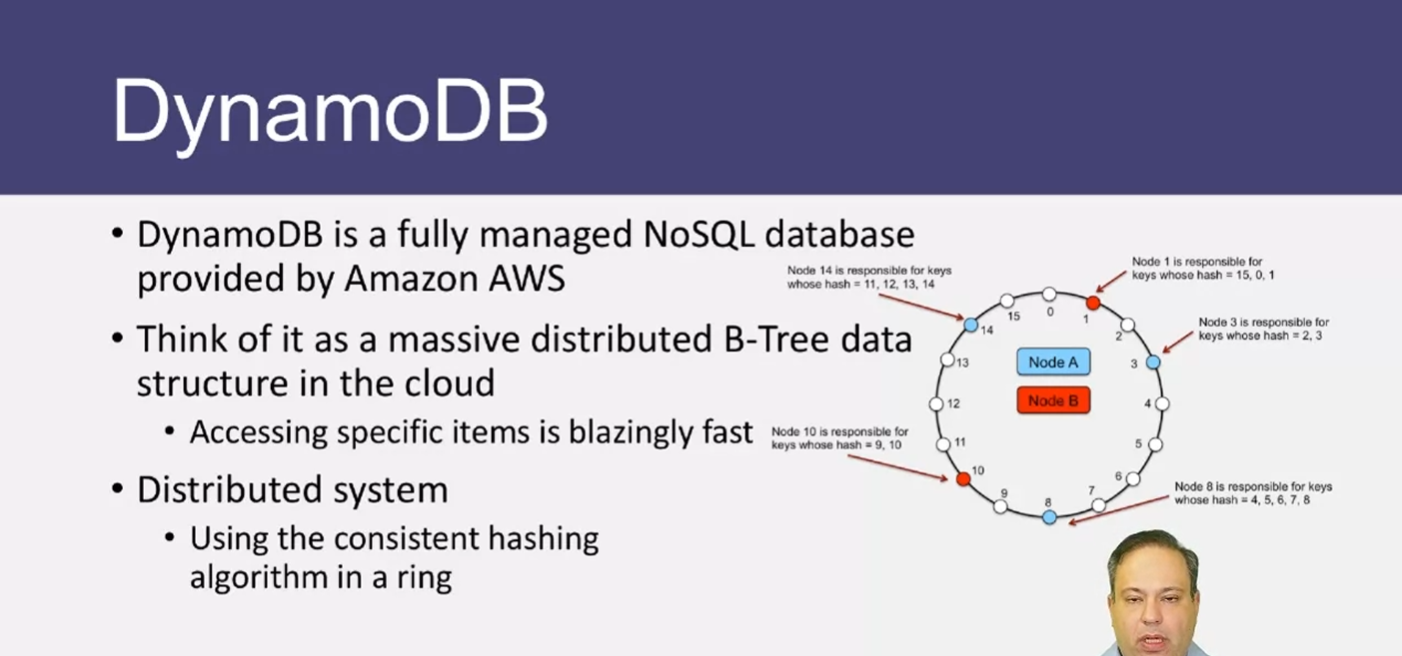 DynamoDB
• DynamoDB is a fully managed NoSQL database
provided by Amazon AWS
• Think of it as a massive distributed B-Tree data
structure in the cloud
• Accessing specific items is blazingly fast
• Distributed system
• Using the consistent hashing
algorithm in a ring
Node 14 is responsible for keys
whose hash = 11, 12, 13, 14
Node 1 is responsible for
keys whose hash = 15, 0, 1
Node 3 is responsible for
keys whose hash = 2, 3
Node 10 is responsible for
keys whose hash = 9, 10
Node 8 is responsible for keys
whose hash = 4, 5, 6, 7, 8
Node A
Node B
0
1
2
3
4
5
6
7
8
9
10
11
12
13
14
15